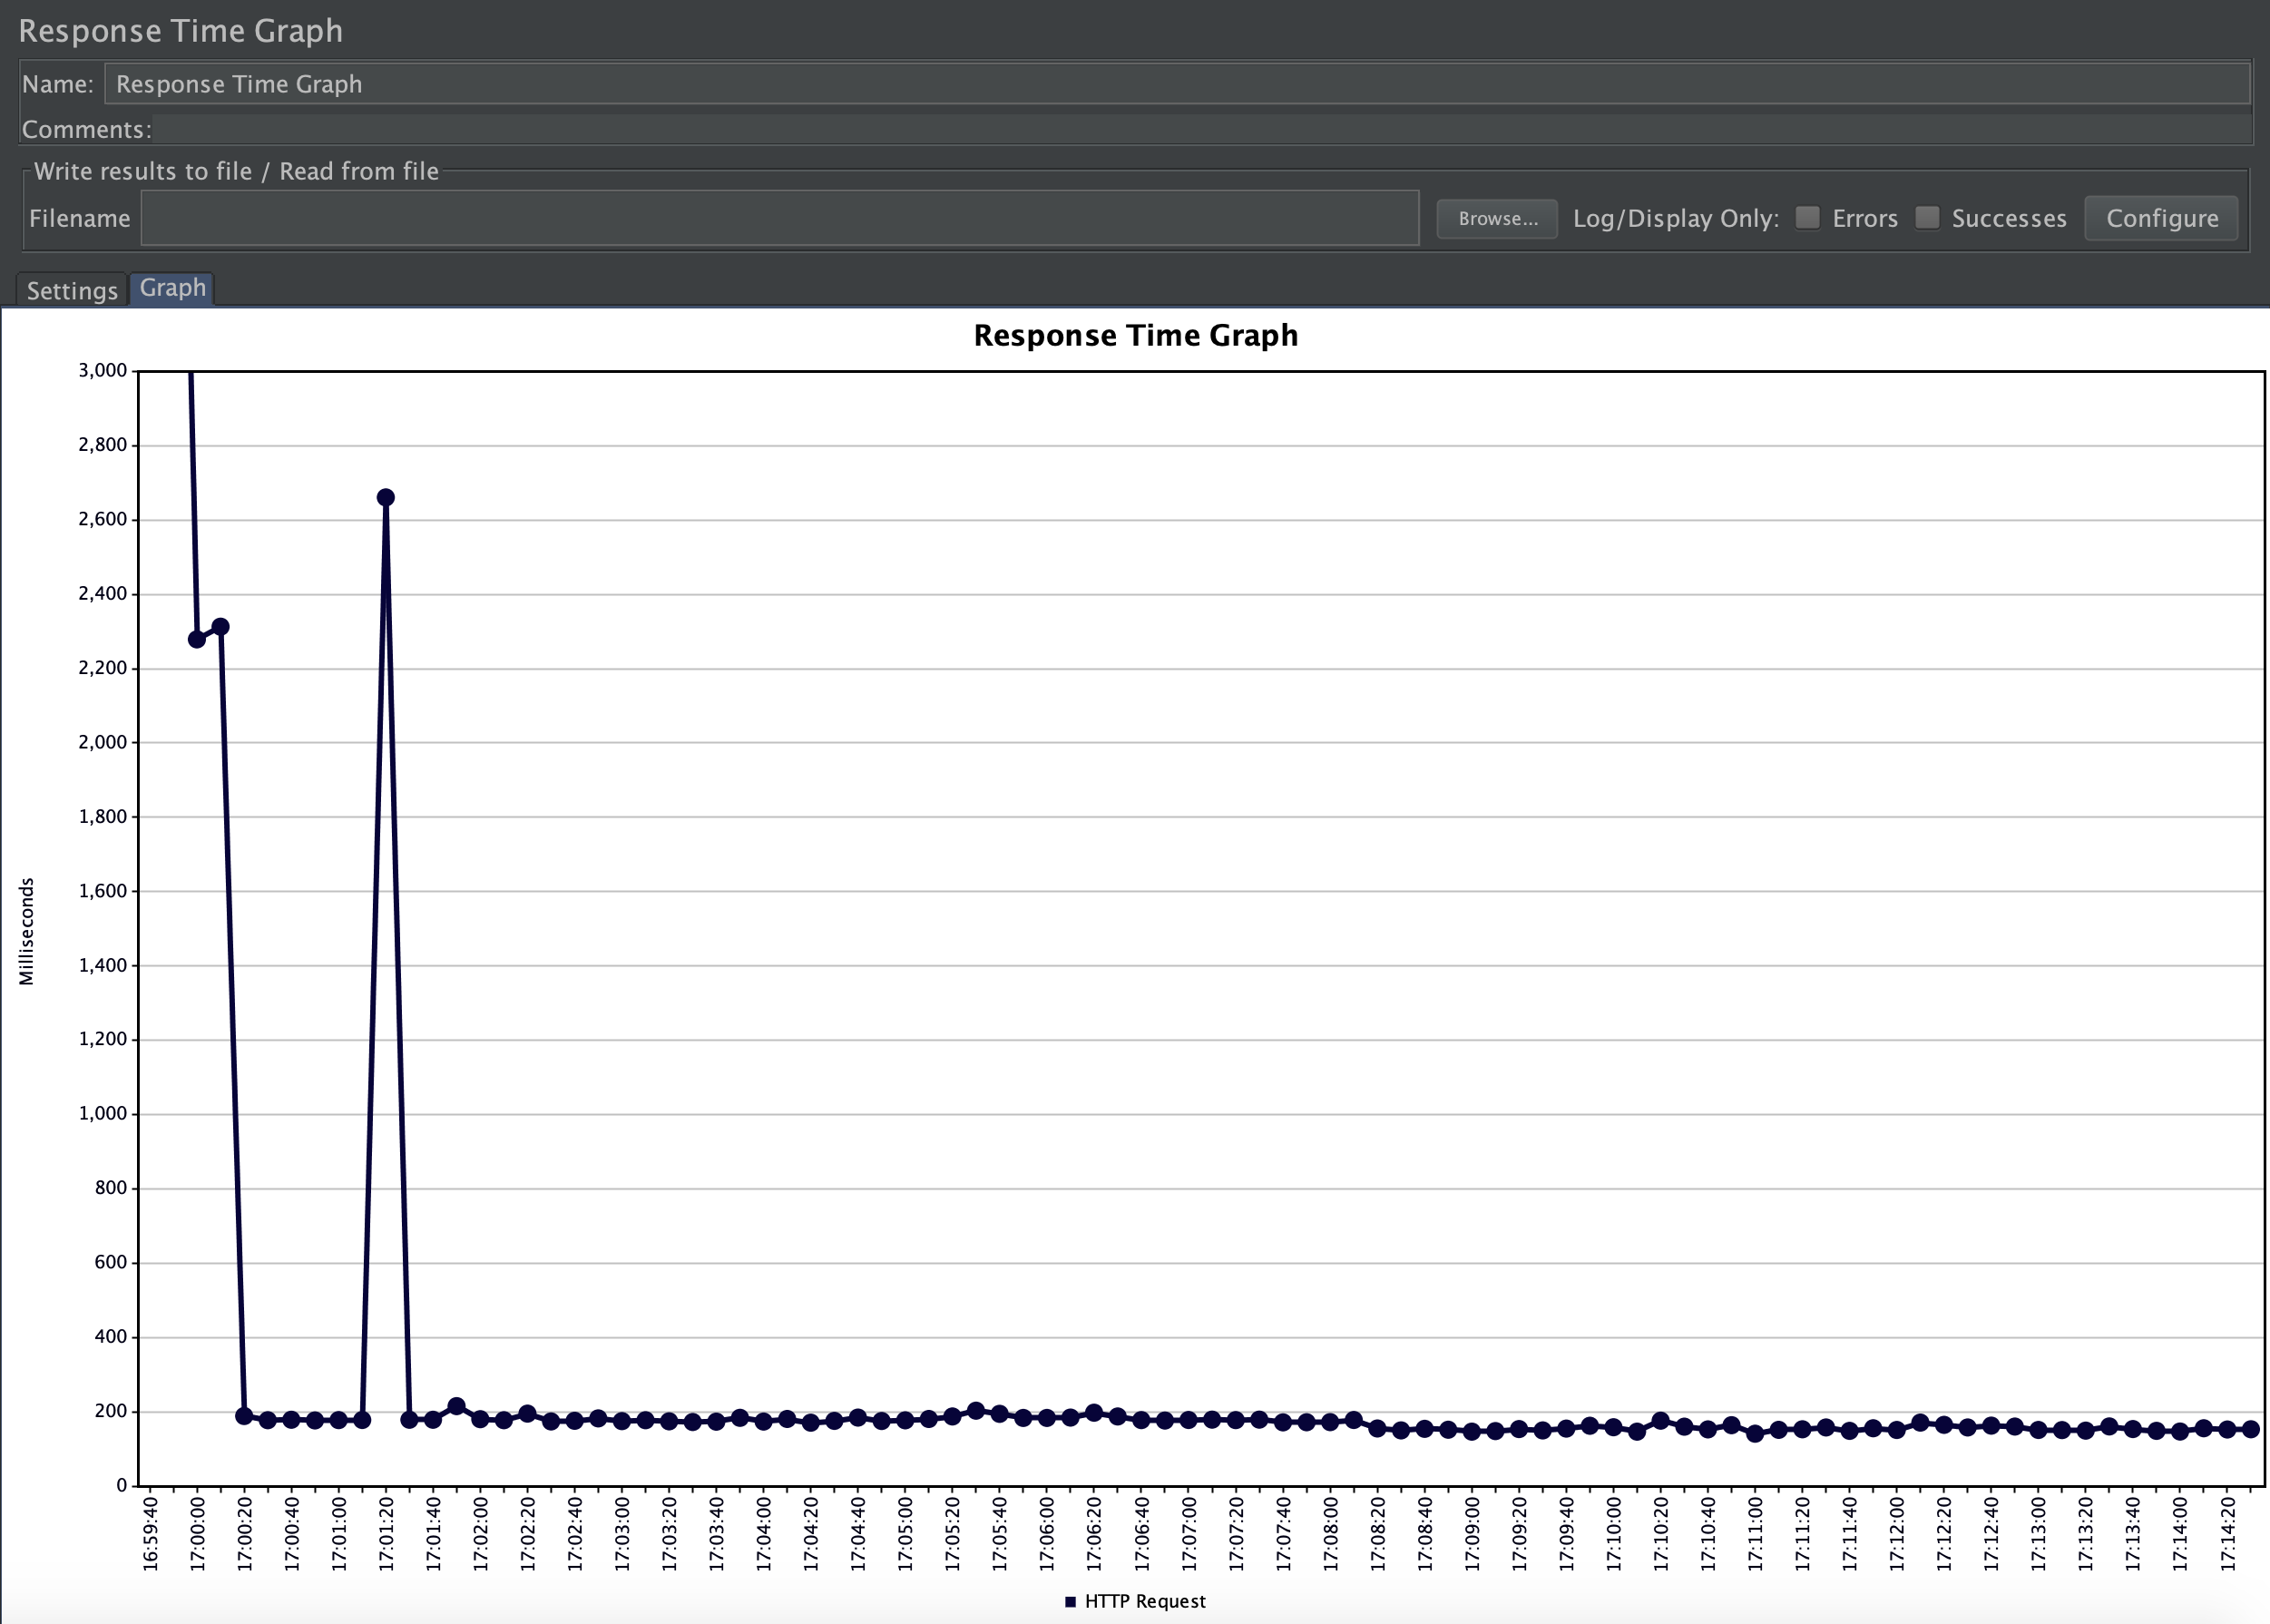 Response Time Graph
Name: Response Time Graph
Comments:
Write results to file / Read from file
Filename Browse... Log/Display Only: Errors Successes Configure
Settings Graph
Response Time Graph
3,000
2,800
2,600
2,400
2,200
2,000
1,800
1,600
1,400
1,200
1,000
800
600
400
200
0
Milliseconds
16:59:40 17:00:00 17:00:20 17:00:40 17:01:00 17:01:20 17:01:40 17:02:00 17:02:20 17:02:40 17:03:00 17:03:20 17:03:40 17:04:00 17:04:20 17:04:40 17:05:00 17:05:20 17:05:40 17:06:00 17:06:20 17:06:40 17:07:00 17:07:20 17:07:40 17:08:00 17:08:20 17:08:40 17:09:00 17:09:20 17:09:40 17:10:00 17:10:20 17:10:40 17:11:00 17:11:20 17:11:40 17:12:00 17:12:20 17:12:40 17:13:00 17:13:20 17:13:40 17:14:00 17:14:20
HTTP Request